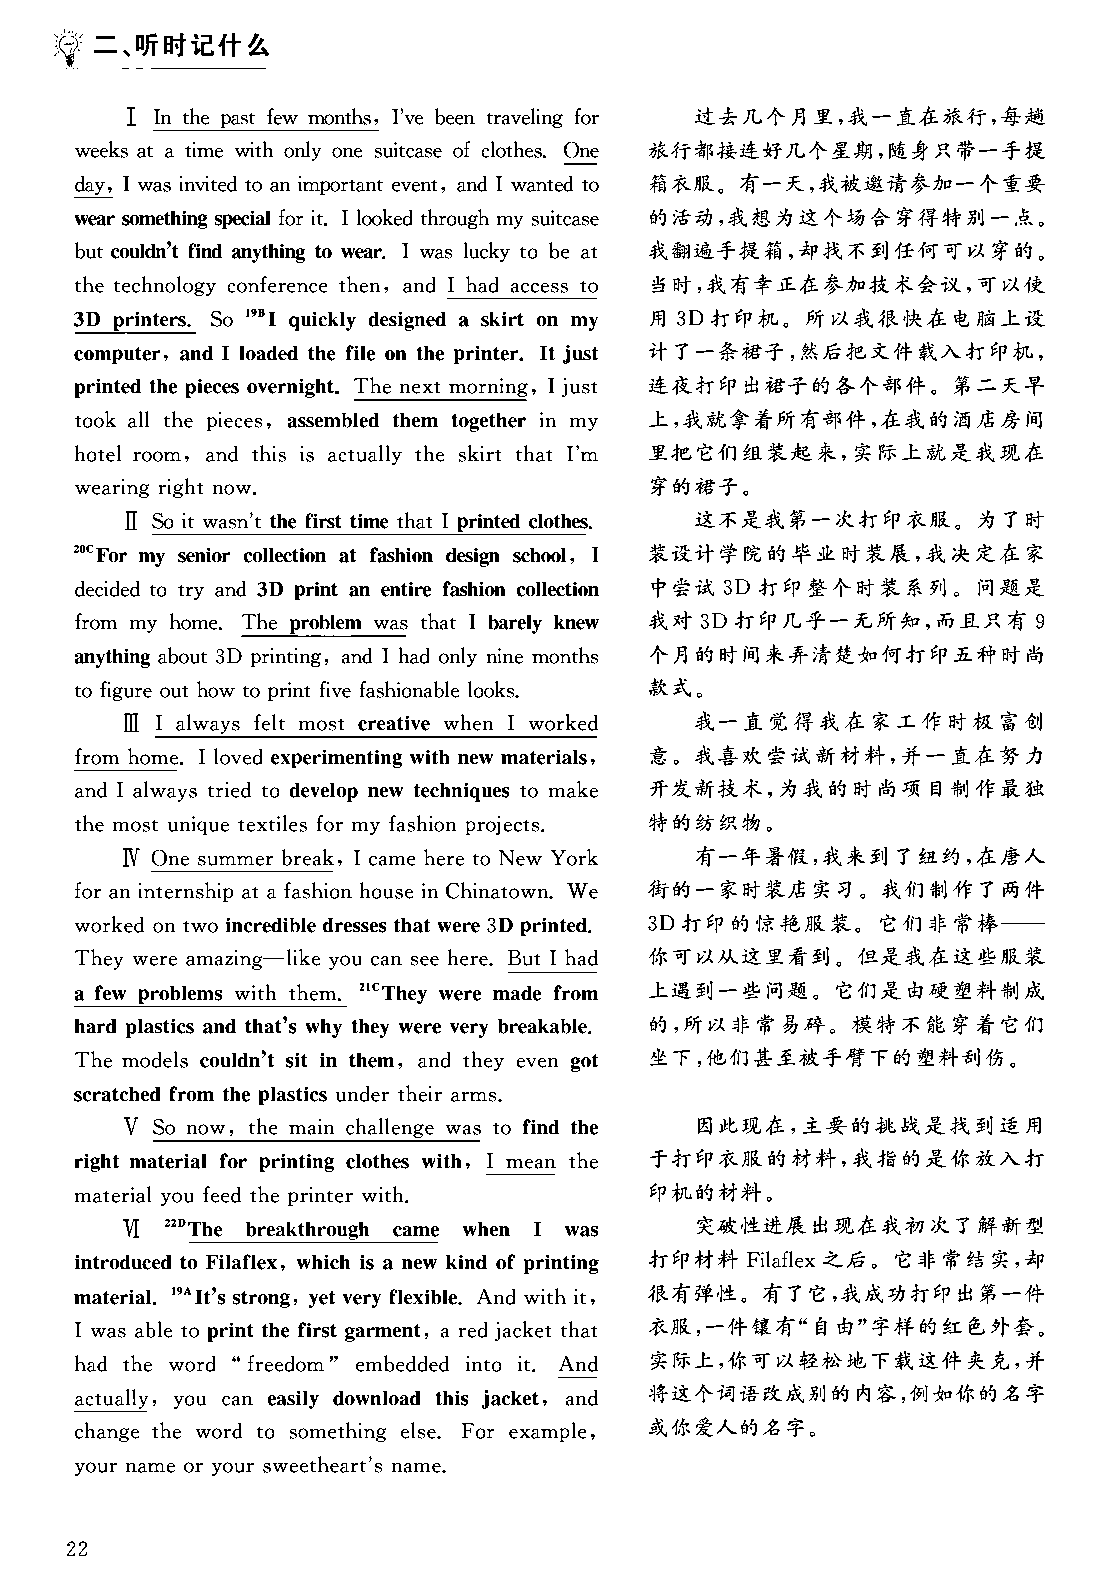 二、听时记什么
Ⅰ In the past few months, I've been traveling for
weeks at a time with only one suitcase of clothes. One
day, I was invited to an important event, and I wanted to
wear something special for it. I looked through my suitcase
but couldn't find anything to wear. I was lucky to be at
the technology conference then, and I had access to
3D printers. So 19BI quickly designed a skirt on my
computer, and I loaded the file on the printer. It just
printed the pieces overnight. The next morning, I just
took all the pieces, assembled them together in my
hotel room, and this is actually the skirt that I'm
wearing right now.
Ⅱ So it wasn't the first time that I printed clothes.
20CFor my senior collection at fashion design school, I
decided to try and 3D print an entire fashion collection
from my home. The problem was that I barely knew
anything about 3D printing, and I had only nine months
to figure out how to print five fashionable looks.
Ⅲ I always felt most creative when I worked
from home. I loved experimenting with new materials,
and I always tried to develop new techniques to make
the most unique textiles for my fashion projects.
Ⅳ One summer break, I came here to New York
for an internship at a fashion house in Chinatown. We
worked on two incredible dresses that were 3D printed.
They were amazing—like you can see here. But I had
a few problems with them. 21CThey were made from
hard plastics and that's why they were very breakable.
The models couldn't sit in them, and they even got
scratched from the plastics under their arms.
Ⅴ So now, the main challenge was to find the
right material for printing clothes with, I mean the
material you feed the printer with.
Ⅵ 22DThe breakthrough came when I was
introduced to Filaflex, which is a new kind of printing
material. 19AIt's strong, yet very flexible. And with it,
I was able to print the first garment, a red jacket that
had the word “freedom” embedded into it. And
actually, you can easily download this jacket, and
change the word to something else. For example,
your name or your sweetheart's name.
过去几个月里,我一直在旅行,每趟
旅行都接连好几个星期,随身只带一手提
箱衣服。有一天,我被邀请参加一个重要
的活动,我想为这个场合穿得特别一点。
我翻遍手提箱,却找不到任何可以穿的。
当时,我有幸正在参加技术会议,可以使
用3D打印机。所以我很快在电脑上设
计了一条裙子,然后把文件载入打印机,
连夜打印出裙子的各个部件。第二天早
上,我就拿着所有部件,在我的酒店房间
里把它们组装起来,实际上就是我现在
穿的裙子。
这不是我第一次打印衣服。为了时
装设计学院的毕业时装展,我决定在家
中尝试3D打印整个时装系列。问题是
我对3D打印几乎一无所知,而且只有9
个月的时间来弄清楚如何打印五种时尚
款式。
我一直觉得我在家工作时极富创
意。我喜欢尝试新材料,并一直在努力
开发新技术,为我的时尚项目制作最独
特的纺织物。
有一年暑假,我来到了纽约,在唐人
街的一家时装店实习。我们制作了两件
3D打印的惊艳服装。它们非常棒——
你可以从这里看到。但是我在这些服装
上遇到一些问题。它们是由硬塑料制成
的,所以非常易碎。模特不能穿着它们
坐下,他们甚至被手臂下的塑料刮伤。
因此现在,主要的挑战是找到适用
于打印衣服的材料,我指的是你放入打
印机的材料。
突破性进展出现在我初次了解新型
打印材料Filaflex之后。它非常结实,却
很有弹性。有了它,我成功打印出第一件
衣服,一件镶有“自由”字样的红色外套。
实际上,你可以轻松地下载这件夹克,并
将这个词语改成别的内容,例如你的名字
或你爱人的名字。
22